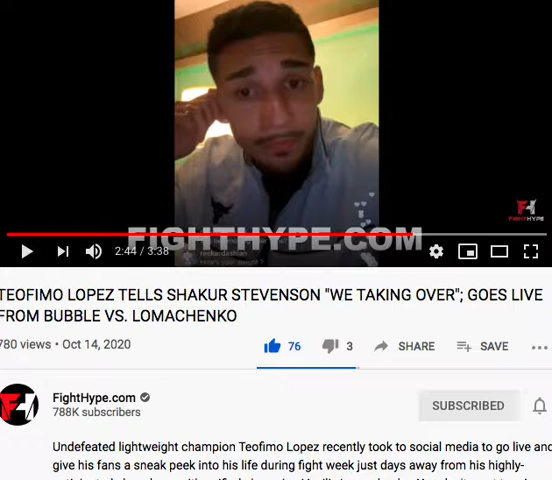 FIGHTHYPE
FIGHTHYPE.COM
2:44 / 3:38
TEOFIMO LOPEZ TELLS SHAKUR STEVENSON "WE TAKING OVER"; GOES LIVE
FROM BUBBLE VS. LOMACHENKO
780 views • Oct 14, 2020
76
3
SHARE
SAVE
FightHype.com
788K subscribers
SUBSCRIBED
Undefeated lightweight champion Teofimo Lopez recently took to social media to go live and
give his fans a sneak peek into his life during fight week just days away from his highly-